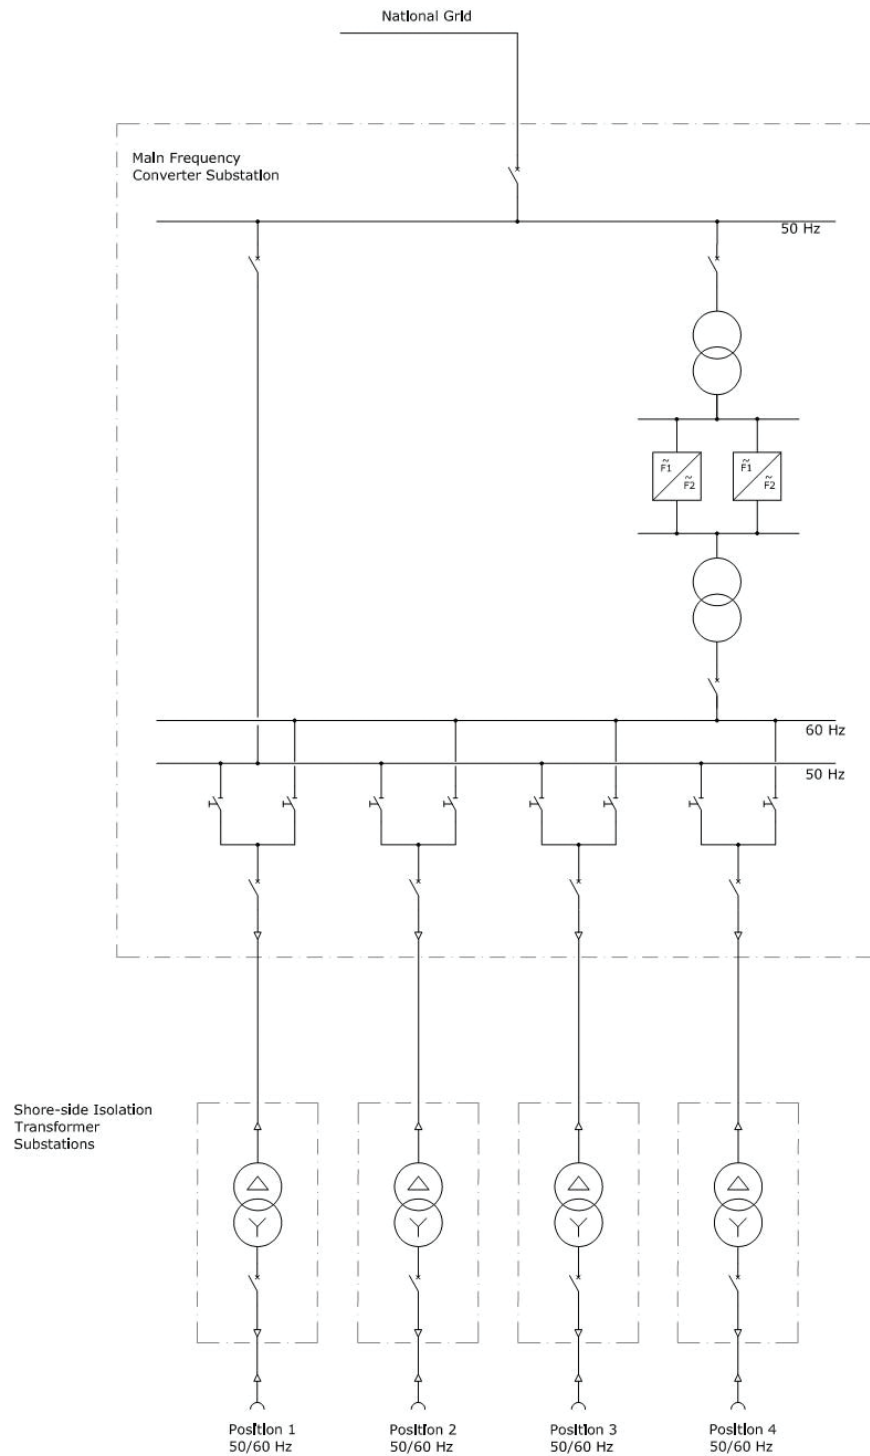 National Grid
Main Frequency
Converter Substation
50 Hz
~
F1
~
F2
~
F1
~
F2
60 Hz
50 Hz
Shore-side Isolation
Transformer
Substations
Position 1
50/60 Hz
Position 2
50/60 Hz
Position 3
50/60 Hz
Position 4
50/60 Hz